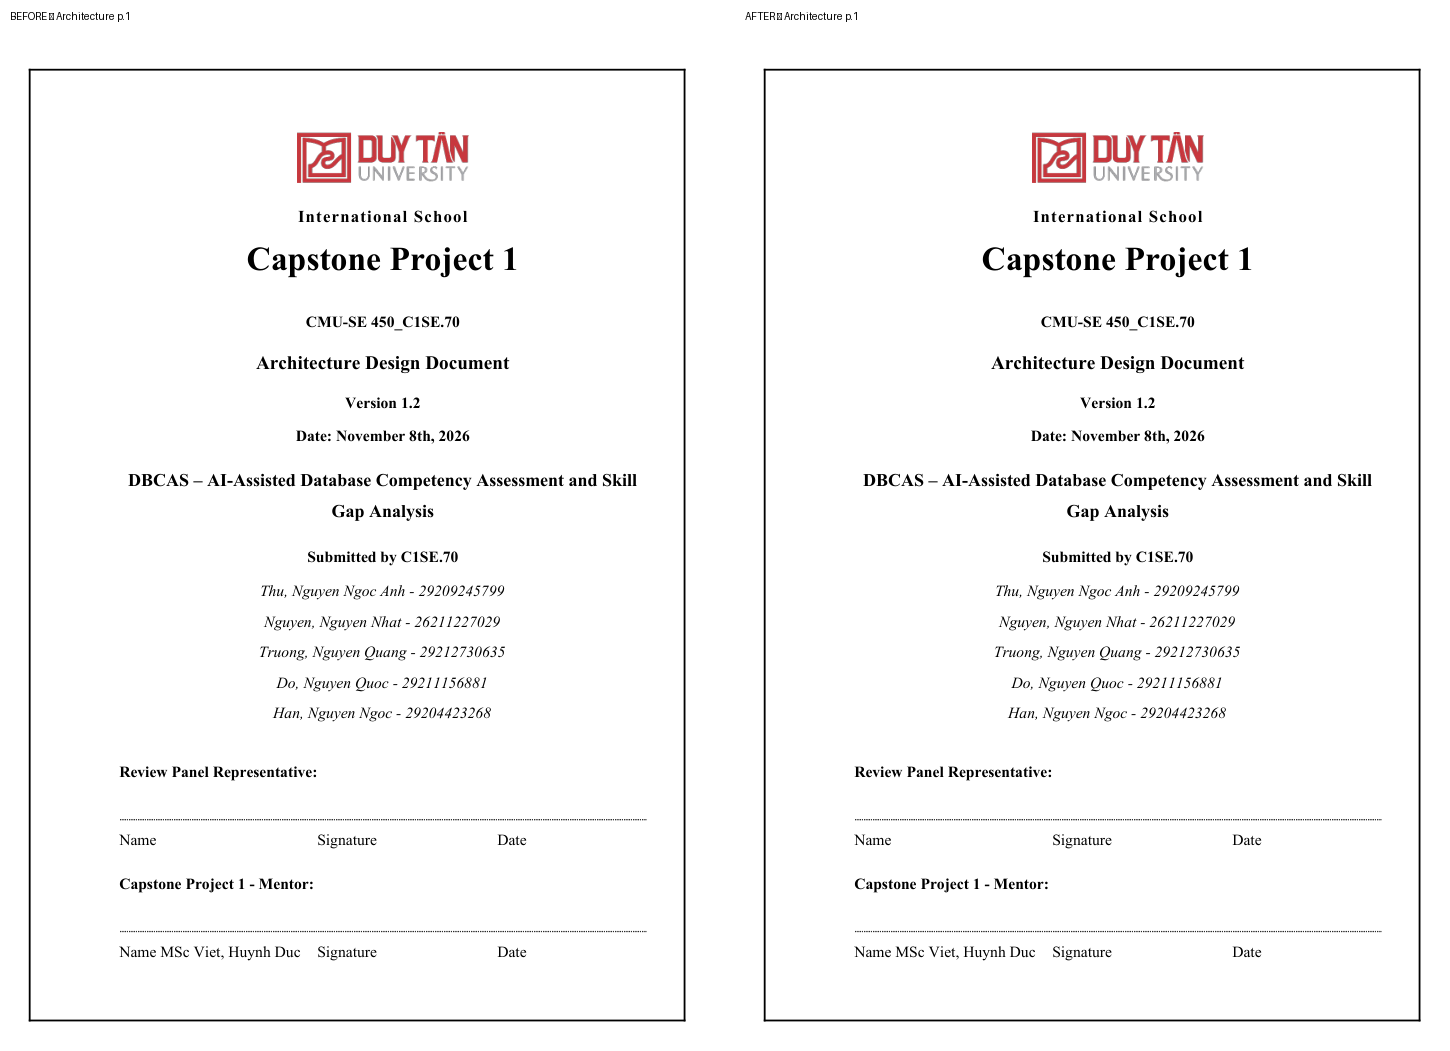 BEFORE Architecture p.1
DUY TÂN
UNIVERSITY
International School
Capstone Project 1
CMU-SE 450_C1SE.70
Architecture Design Document
Version 1.2
Date: November 8th, 2026
DBCAS – AI-Assisted Database Competency Assessment and Skill
Gap Analysis
Submitted by C1SE.70
Thu, Nguyen Ngoc Anh - 29209245799
Nguyen, Nguyen Nhat - 26211227029
Truong, Nguyen Quang - 29212730635
Do, Nguyen Quoc - 29211156881
Han, Nguyen Ngoc - 29204423268
Review Panel Representative:
Name Signature Date
Capstone Project 1 - Mentor:
Name MSc Viet, Huynh Duc Signature Date
AFTER Architecture p.1
DUY TÂN
UNIVERSITY
International School
Capstone Project 1
CMU-SE 450_C1SE.70
Architecture Design Document
Version 1.2
Date: November 8th, 2026
DBCAS – AI-Assisted Database Competency Assessment and Skill
Gap Analysis
Submitted by C1SE.70
Thu, Nguyen Ngoc Anh - 29209245799
Nguyen, Nguyen Nhat - 26211227029
Truong, Nguyen Quang - 29212730635
Do, Nguyen Quoc - 29211156881
Han, Nguyen Ngoc - 29204423268
Review Panel Representative:
Name Signature Date
Capstone Project 1 - Mentor:
Name MSc Viet, Huynh Duc Signature Date